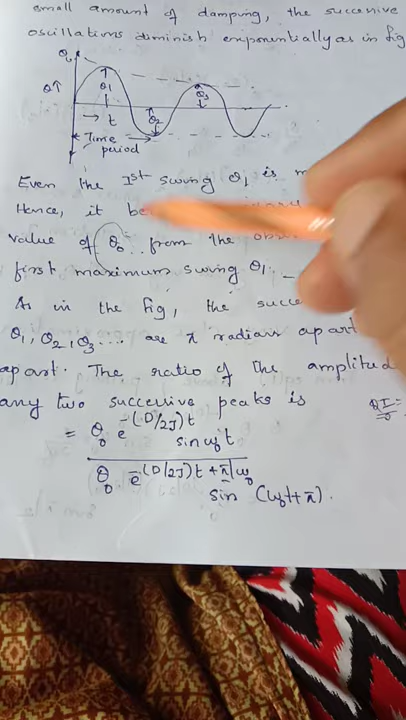 small amount of damping, the succesive
oscillations diminish exponentially as in fig
θ₀
θ↑ θ₁ θ₃
→ t θ₂
← Time →
period
Even the 1st swing θ₁ is
Hence, it
value of θ₀ from the
first maximum swing θ₁.
As in the fig, the
θ₁, θ₂, θ₃ .... are π radians apart
apart. The ratio of the
any two successive peaks is
= θ₀ e^-(D/2J)t sin ω₀t
θ₀ e^-(D/2J)t + π/ω₀ sin (ω₀t+π).